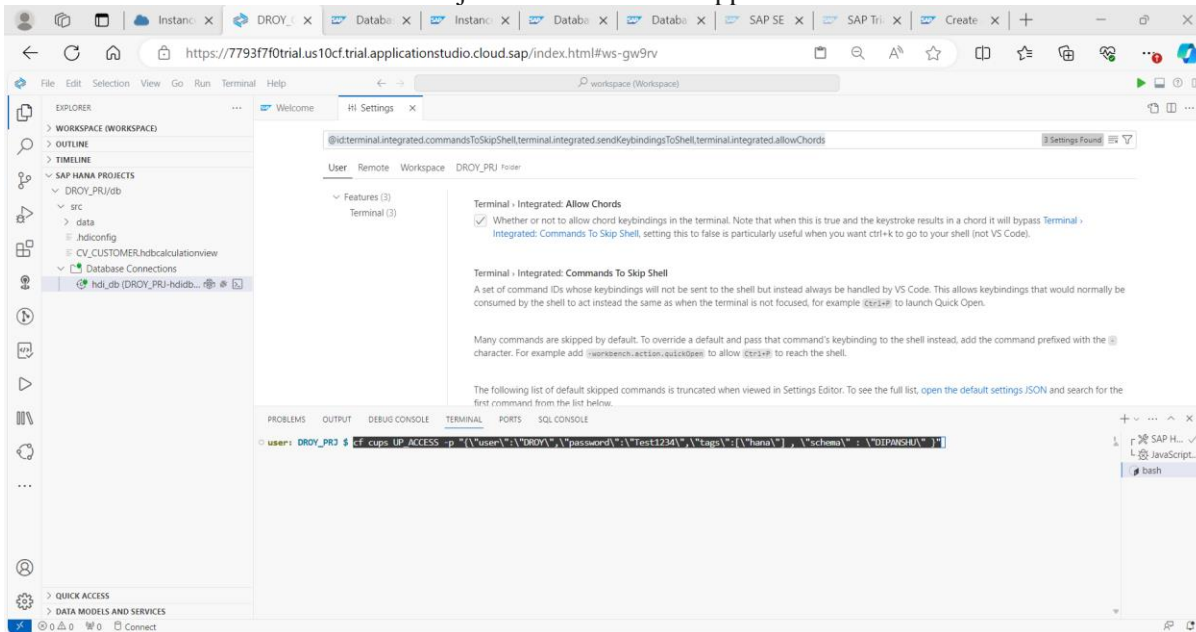 Instanc
DROY_
Databa
Instanc
Databa
Databa
SAP SE
SAP Tri
Create
https://7793f7f0trial.us10cf.trial.applicationstudio.cloud.sap/index.html#ws-gw9rv
File Edit Selection View Go Run Terminal Help
workspace (Workspace)
EXPLORER
Welcome
Settings
WORKSPACE (WORKSPACE)
OUTLINE
TIMELINE
SAP HANA PROJECTS
DROY_PRJ/db
src
data
.hdiconfig
CV_CUSTOMER.hdbcalculationview
Database Connections
hdi_db (DROY_PRJ-hdidb...
QUICK ACCESS
DATA MODELS AND SERVICES
@id:terminal.integrated.commandsToSkipShell,terminal.integrated.sendKeybindingsToShell,terminal.integrated.allowChords
3 Settings Found
User Remote Workspace DROY_PRJ Folder
Features (3)
Terminal (3)
Terminal › Integrated: Allow Chords
Whether or not to allow chord keybindings in the terminal. Note that when this is true and the keystroke results in a chord it will bypass Terminal ›
Integrated: Commands To Skip Shell, setting this to false is particularly useful when you want ctrl+k to go to your shell (not VS Code).
Terminal › Integrated: Commands To Skip Shell
A set of command IDs whose keybindings will not be sent to the shell but instead always be handled by VS Code. This allows keybindings that would normally be
consumed by the shell to act instead the same as when the terminal is not focused, for example Ctrl+P to launch Quick Open.
Many commands are skipped by default. To override a default and pass that command's keybinding to the shell instead, add the command prefixed with the -
character. For example add -workbench.action.quickOpen to allow Ctrl+P to reach the shell.
The following list of default skipped commands is truncated when viewed in Settings Editor. To see the full list, open the default settings JSON and search for the
first command from the list below.
PROBLEMS OUTPUT DEBUG CONSOLE TERMINAL PORTS SQL CONSOLE
user: DROY_PRJ $ cf cups UP_ACCESS -p "{\"user\":\"DROY\",\"password\":\"Test1234\",\"tags\":[\"hana\"] , \"schema\" : \"DIPANSHU\" }"
SAP H...
JavaScript...
bash
0 0 0 Connect